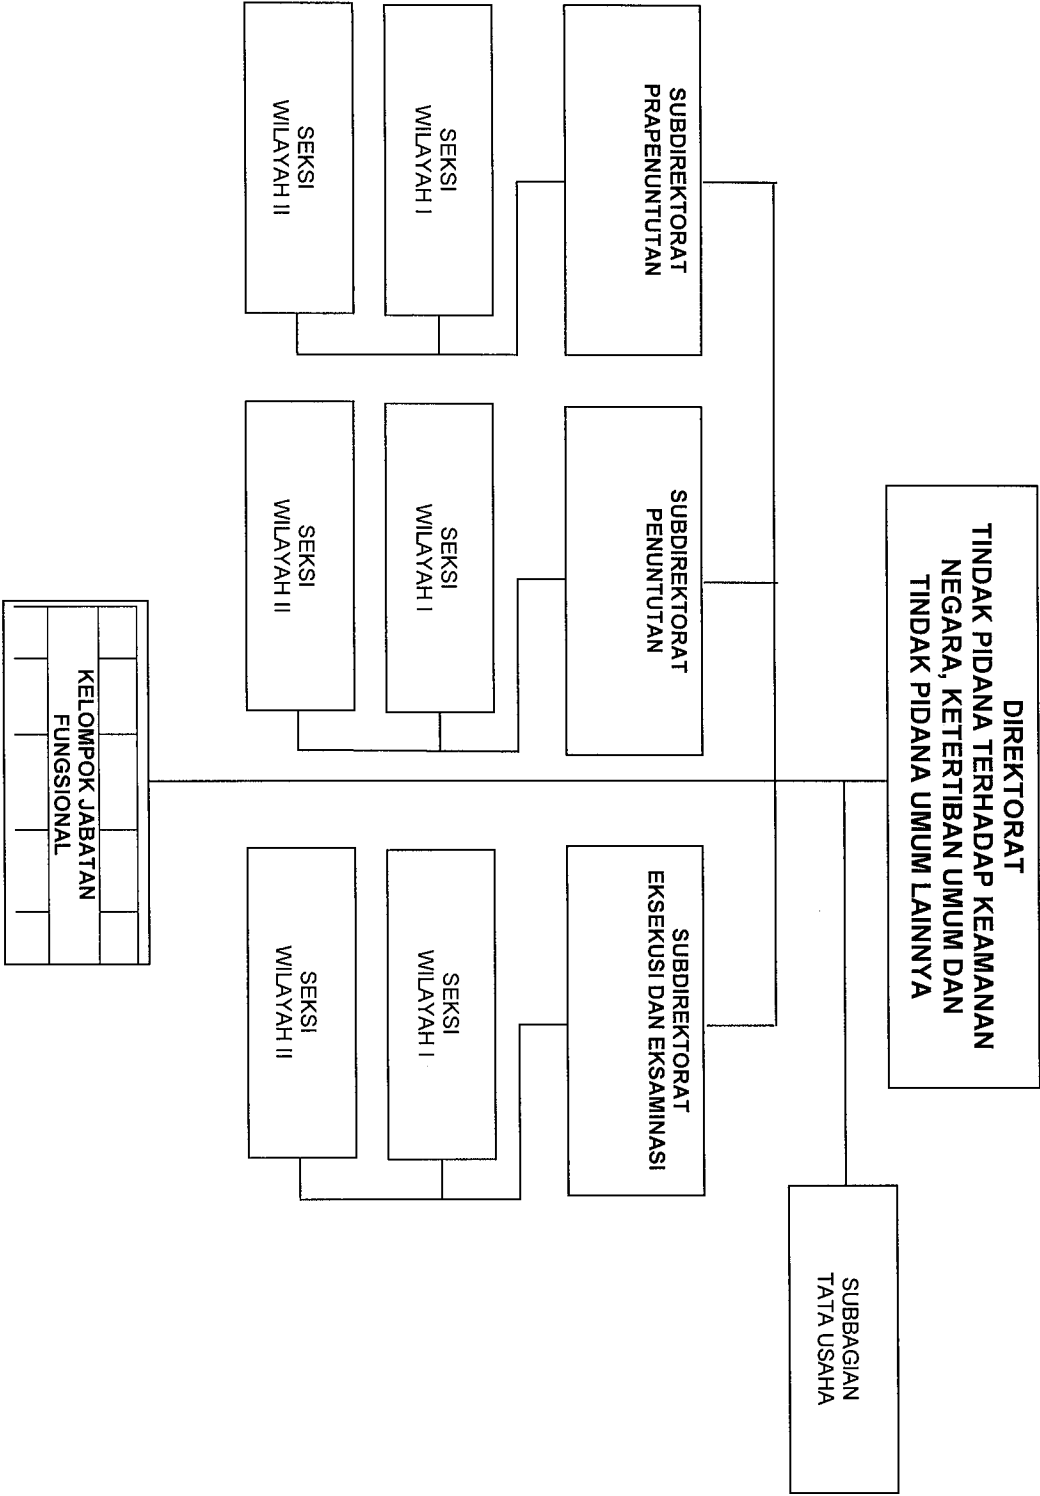 DIREKTORAT
TINDAK PIDANA TERHADAP KEAMANAN
NEGARA, KETERTIBAN UMUM DAN
TINDAK PIDANA UMUM LAINNYA
SUBBAGIAN
TATA USAHA
SUBDIREKTORAT
PRAPENUNTUTAN
SUBDIREKTORAT
PENUNTUTAN
SUBDIREKTORAT
EKSEKUSI DAN EKSAMINASI
SEKSI
WILAYAH I
SEKSI
WILAYAH I
SEKSI
WILAYAH I
SEKSI
WILAYAH II
SEKSI
WILAYAH II
SEKSI
WILAYAH II
KELOMPOK JABATAN
FUNGSIONAL